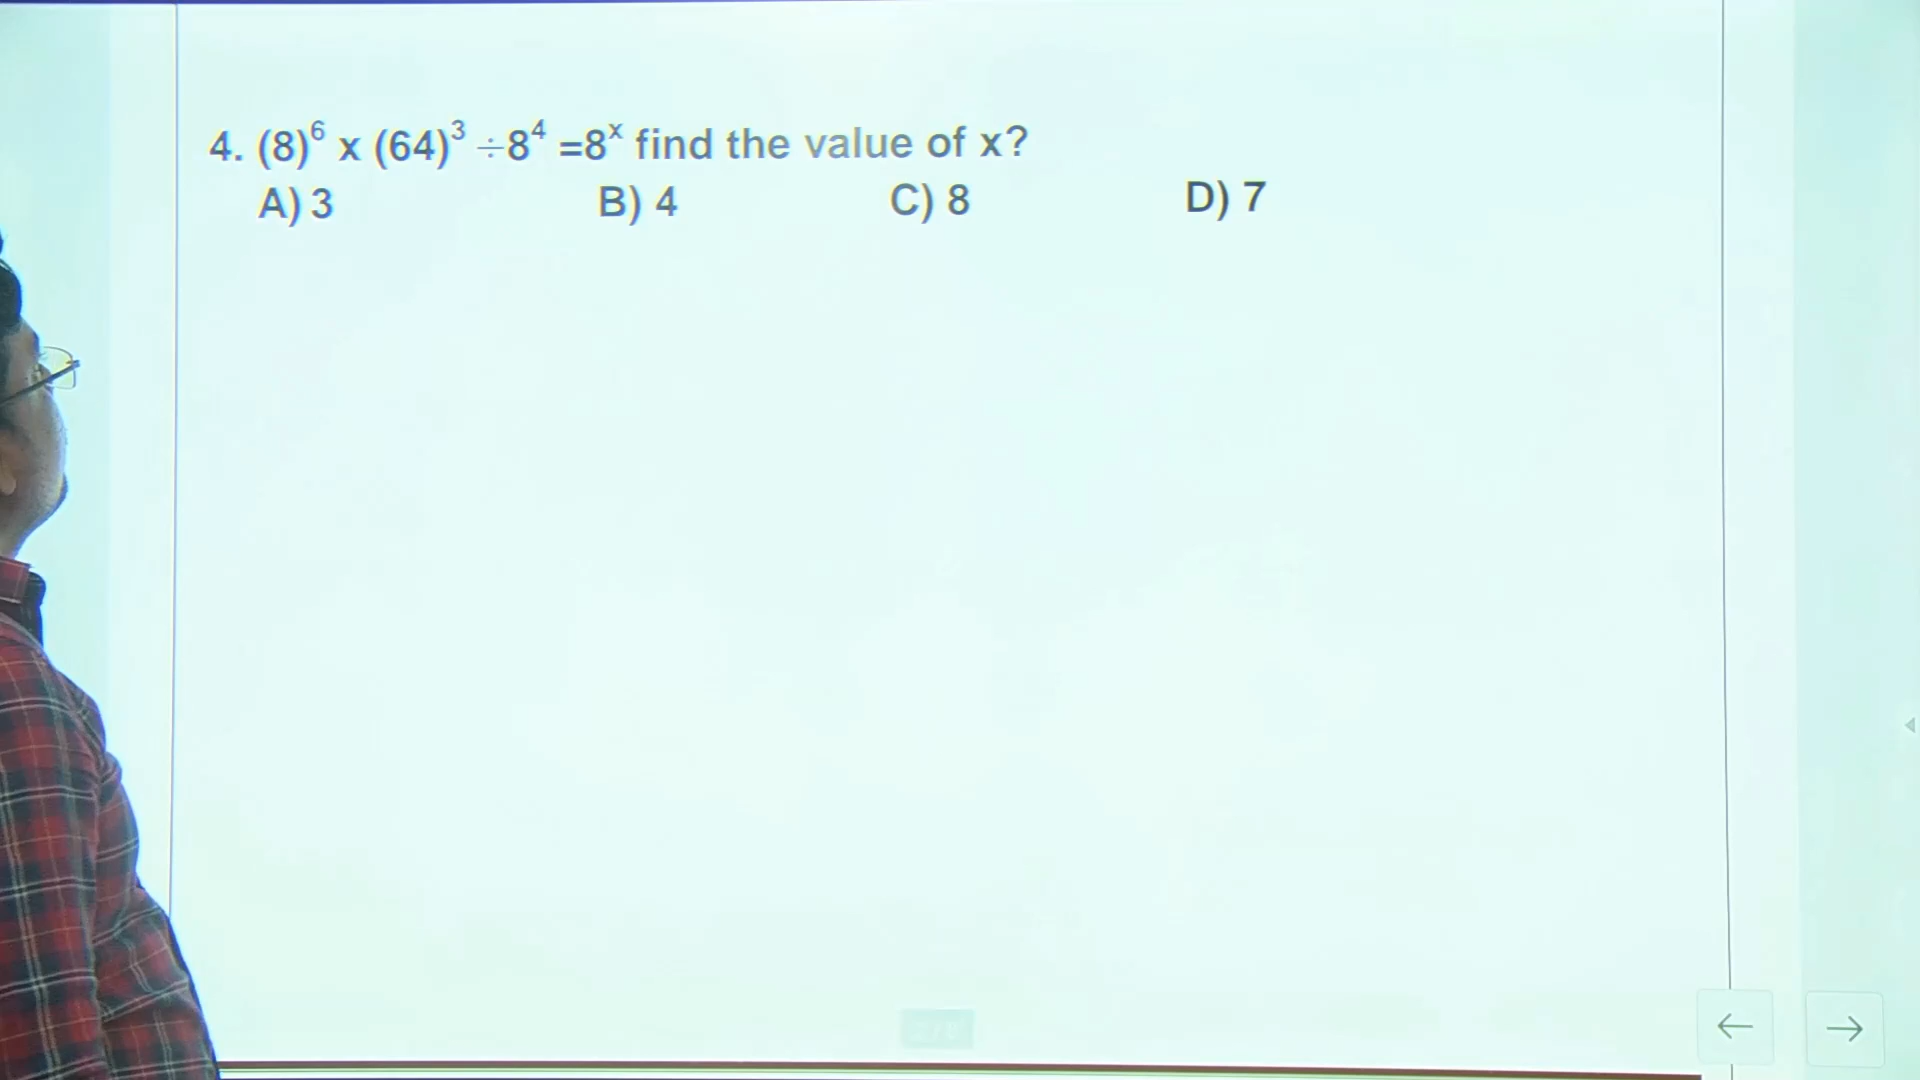 4. (8)⁶ x (64)³ ÷8⁴ =8ˣ find the value of x?
A) 3 B) 4 C) 8 D) 7